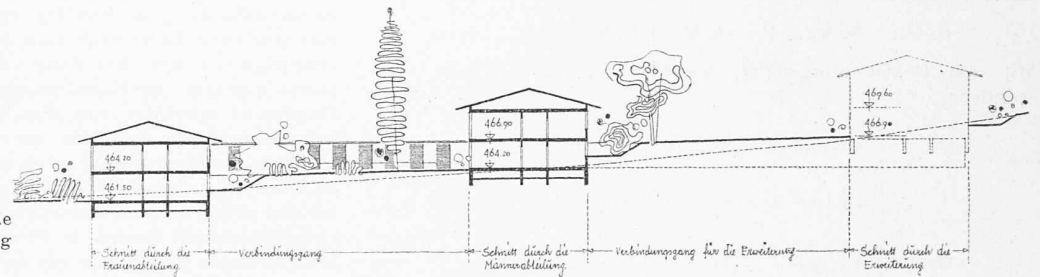 469.60
466.90
466.90
464.20
464.20
461.50
Schnitt durch die
Frauenabteilung
Verbindungsgang
Schnitt durch die
Männerabteilung
Verbindungsgang für die Erweiterung
Schnitt durch die
Erweiterung